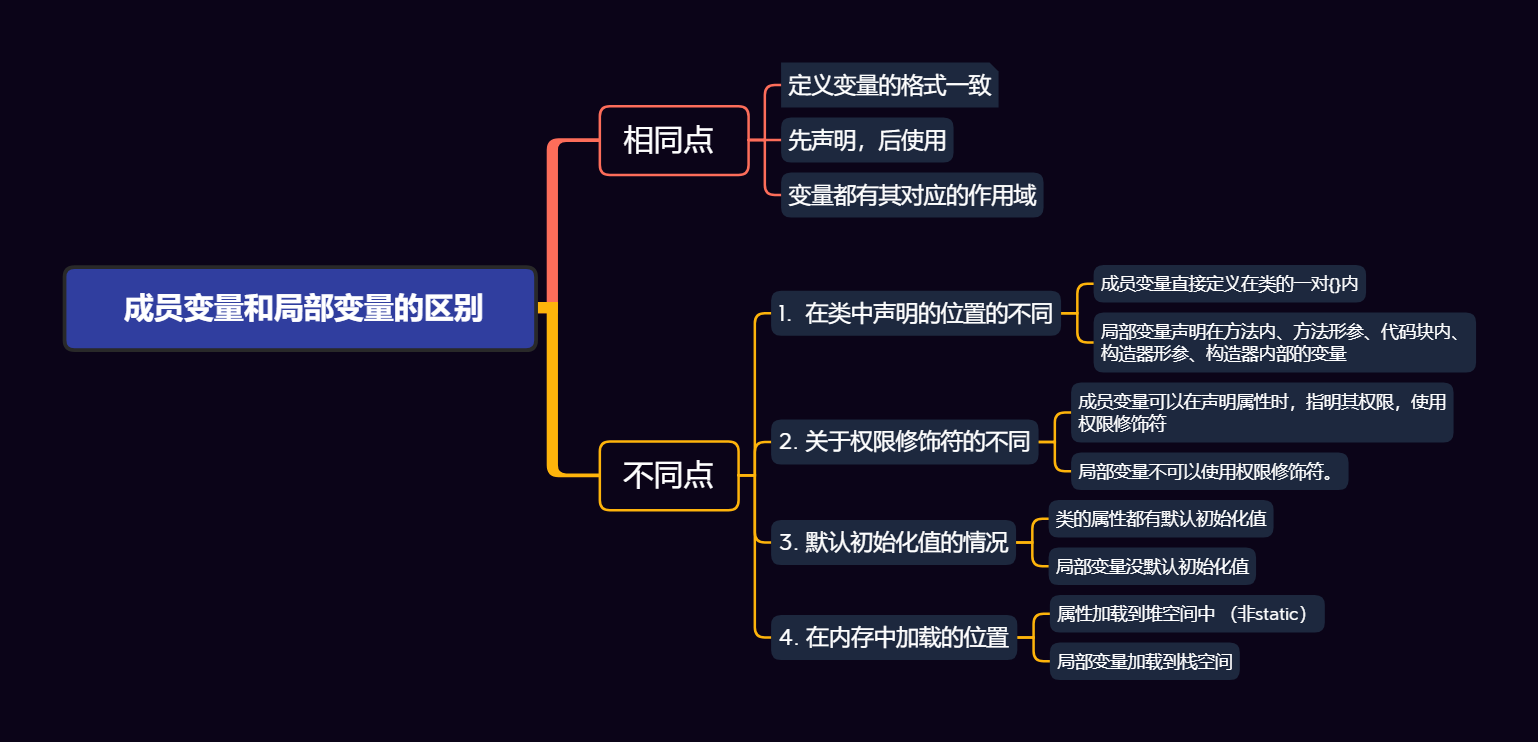 成员变量和局部变量的区别
相同点
定义变量的格式一致
先声明，后使用
变量都有其对应的作用域
不同点
1. 在类中声明的位置的不同
成员变量直接定义在类的一对{}内
局部变量声明在方法内、方法形参、代码块内、
构造器形参、构造器内部的变量
2. 关于权限修饰符的不同
成员变量可以在声明属性时，指明其权限，使用
权限修饰符
局部变量不可以使用权限修饰符。
3. 默认初始化值的情况
类的属性都有默认初始化值
局部变量没默认初始化值
4. 在内存中加载的位置
属性加载到堆空间中 （非static）
局部变量加载到栈空间